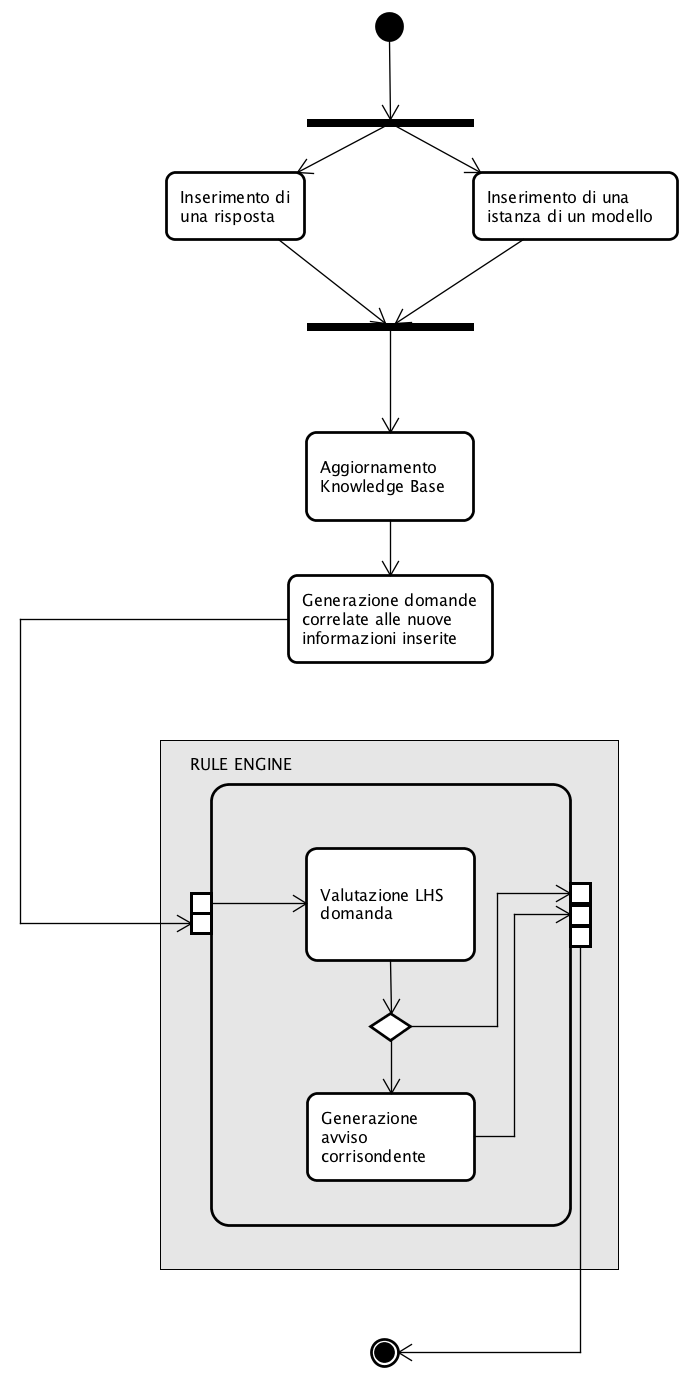 Inserimento di
una risposta
Inserimento di una
istanza di un modello
Aggiornamento
Knowledge Base
Generazione domande
correlate alle nuove
informazioni inserite
RULE ENGINE
Valutazione LHS
domanda
Generazione
avviso
corrisondente